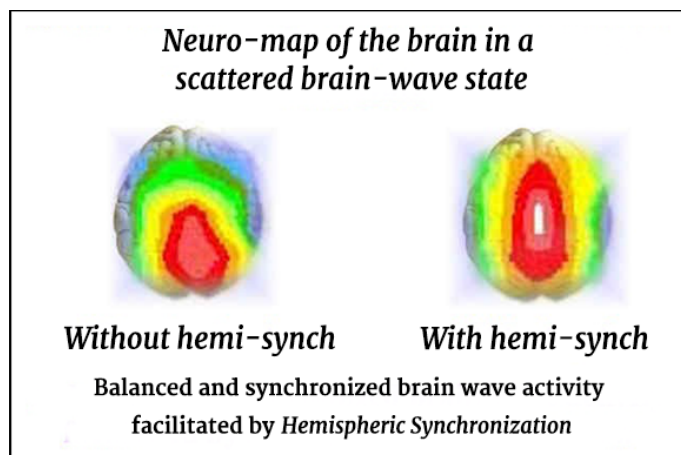 Neuro-map of the brain in a
scattered brain-wave state
Without hemi-synch
With hemi-synch
Balanced and synchronized brain wave activity
facilitated by Hemispheric Synchronization